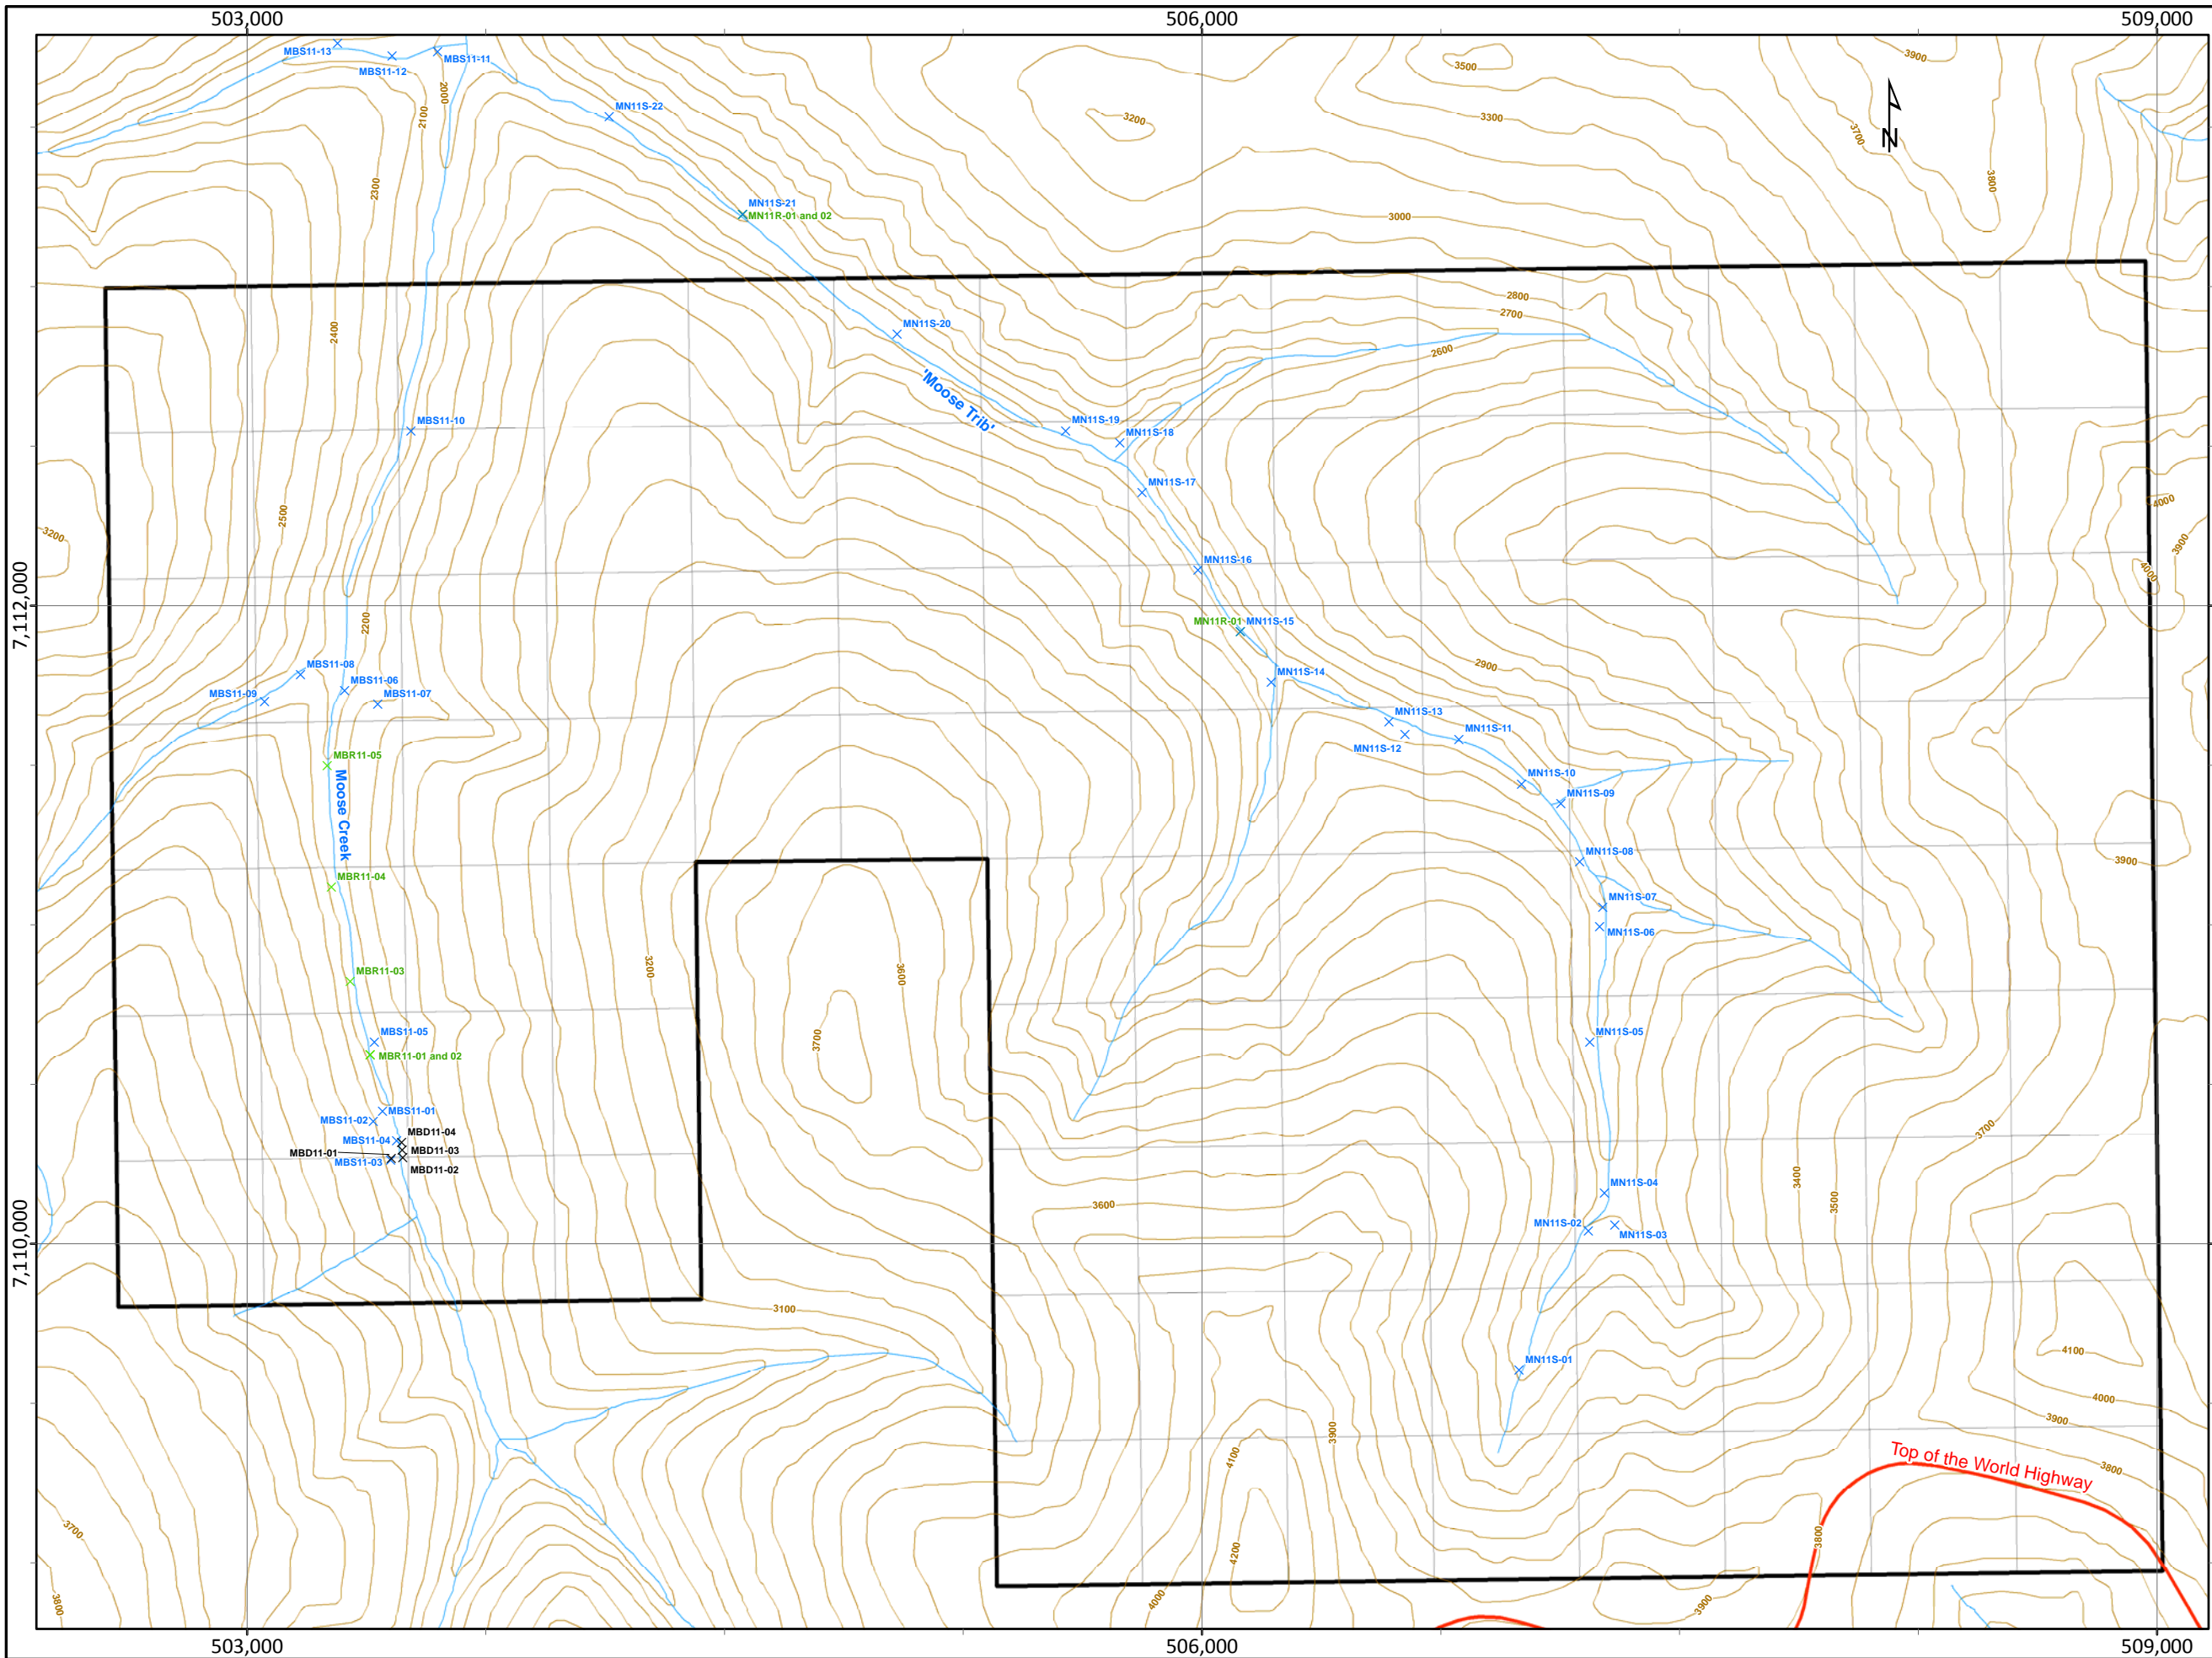 503,000 506,000 509,000
MBS11-13
MBS11-12
MBS11-11
3500
3900
2000
2100
MN11S-22
3200
3300
3700
N
2300
3800
MN11S-21
MN11R-01 and 02
3000
2800
2700
2400
MN11S-20
2600
'Moose Trib'
MBS11-10
MN11S-19
MN11S-18
MN11S-17
2500
3200
4000
3900
4000
MN11S-16
7,112,000
2200
MN11R-01
MN11S-15
MBS11-08
MBS11-06
MBS11-09
MBS11-07
2900
MN11S-14
MN11S-13
MN11S-12
MN11S-11
MBR11-05
Moose Creek
MN11S-10
MN11S-09
MBR11-04
MN11S-08
3900
MN11S-07
MN11S-06
MBR11-03
3200
3600
3700
MBS11-05
MBR11-01 and 02
MN11S-05
MBS11-01
MBS11-02
MBD11-04
MBS11-04
MBD11-03
MBD11-01
MBS11-03
MBD11-02
3700
3400
3500
MN11S-04
3600
MN11S-02
MN11S-03
7,110,000
3100
4100
MN11S-01
4000
3900
3900
4100
Top of the World Highway
3800
3700
3800
4200
3800
4000
3900
503,000 506,000 509,000